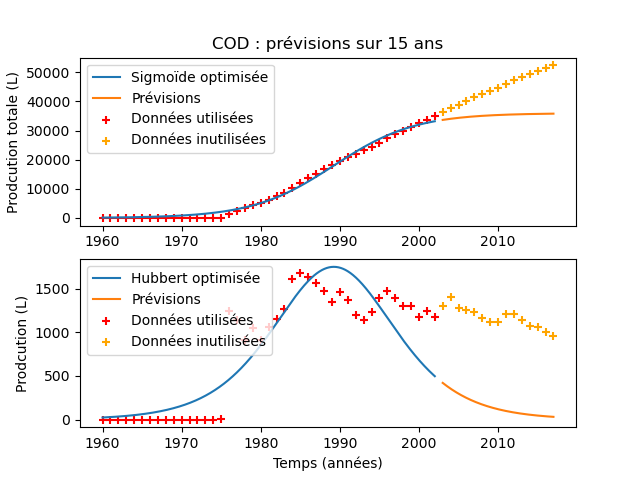 COD : prévisions sur 15 ans
Prodcution totale (L)
50000
40000
30000
20000
10000
0
Sigmoïde optimisée
Prévisions
Données utilisées
Données inutilisées
1960 1970 1980 1990 2000 2010
Prodcution (L)
1500
1000
500
0
Hubbert optimisée
Prévisions
Données utilisées
Données inutilisées
1960 1970 1980 1990 2000 2010
Temps (années)